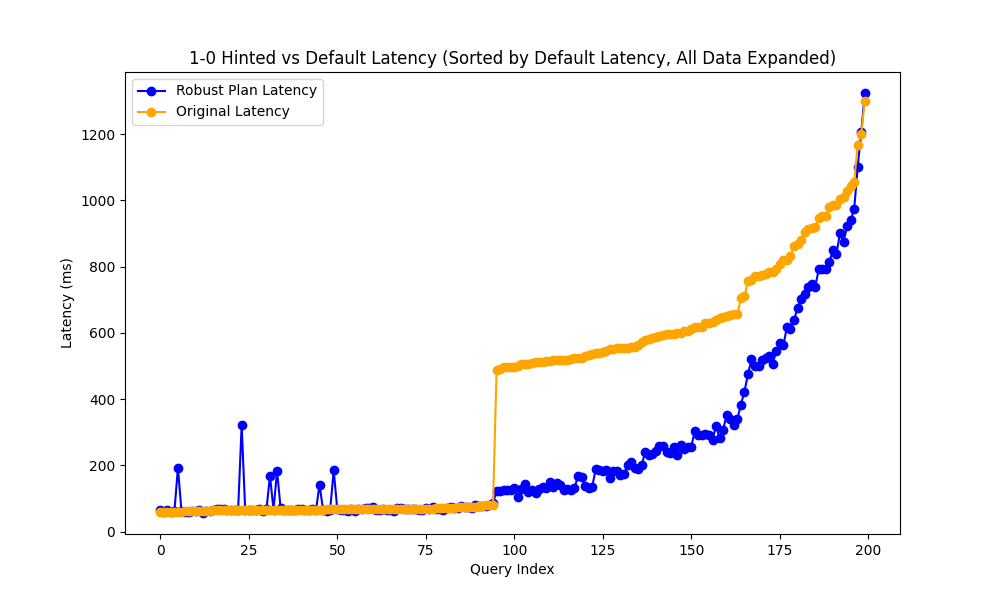 1-0 Hinted vs Default Latency (Sorted by Default Latency, All Data Expanded)
Robust Plan Latency
Original Latency
Latency (ms)
1200
1000
800
600
400
200
0
0 25 50 75 100 125 150 175 200
Query Index